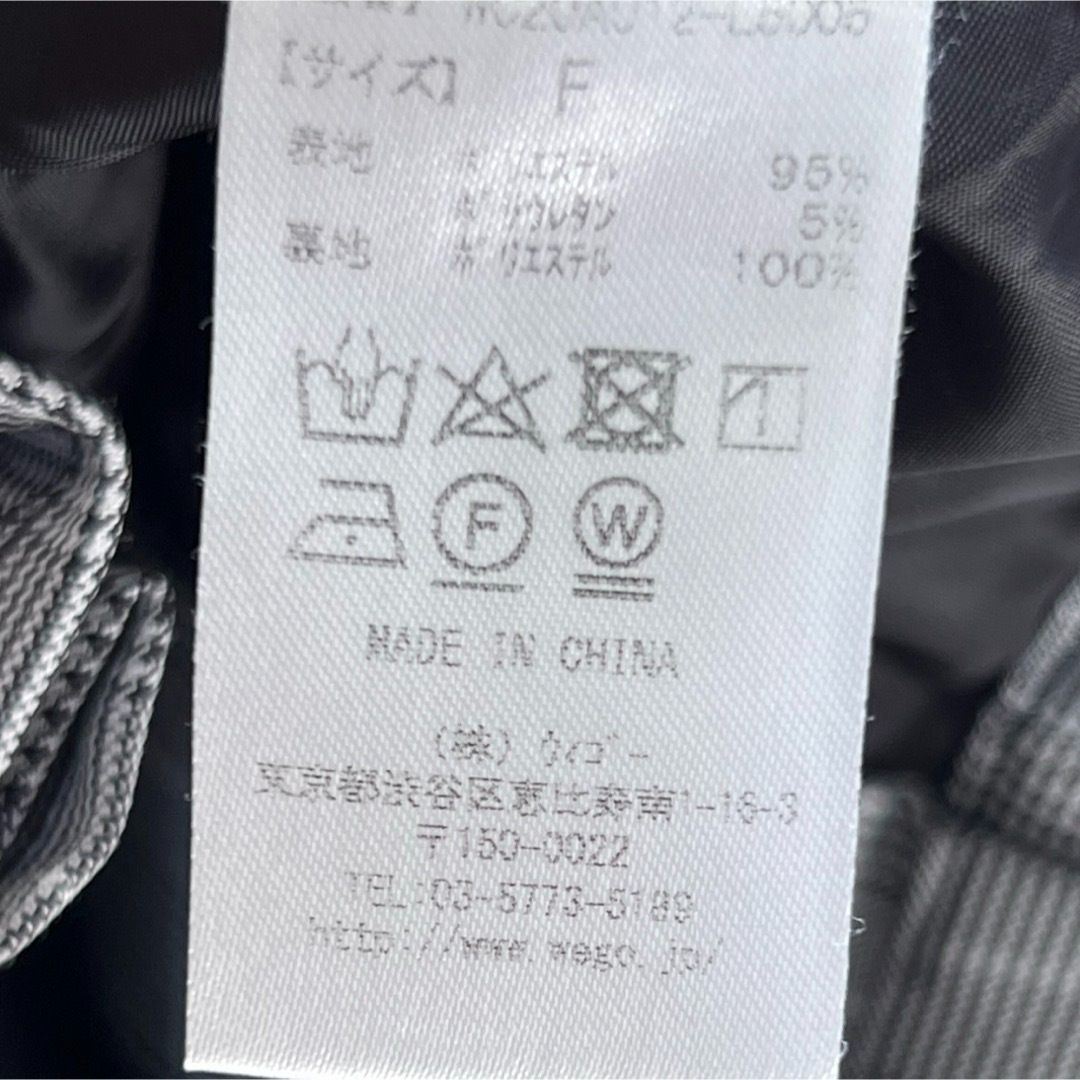 【サイズ】 F
表地 ポリエステル 95%
ポリウレタン 5%
裏地 ポリエステル 100%
F W
MADE IN CHINA
(株) ウィゴー
東京都渋谷区恵比寿南1-16-3
〒150-0022
TEL:03-5773-5189
http://www.wego.jp/